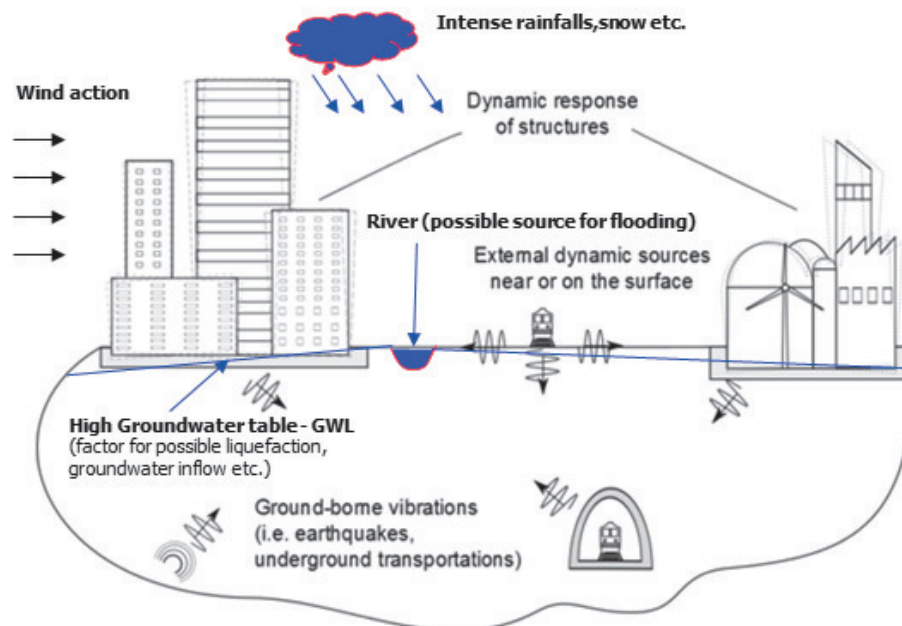 Intense rainfalls,snow etc.
Wind action
Dynamic response
of structures
River (possible source for flooding)
External dynamic sources
near or on the surface
High Groundwater table - GWL
(factor for possible liquefaction,
groundwater inflow etc.)
Ground-borne vibrations
(i.e. earthquakes,
underground transportations)